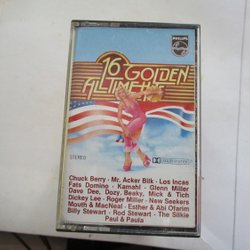 PHILIPS
16 GOLDEN
ALLTIME HITS
STEREO
Chuck Berry - Mr. Acker Bilk - Los Incas
Fats Domino - Kamahl - Glenn Miller
Dave Dee, Dozy, Beaky, Mick & Tich
Dickey Lee - Roger Miller - New Seekers
Mouth & MacNeal - Esther & Abi Ofarim
Billy Stewart - Rod Stewart - The Silkie
Paul & Paula